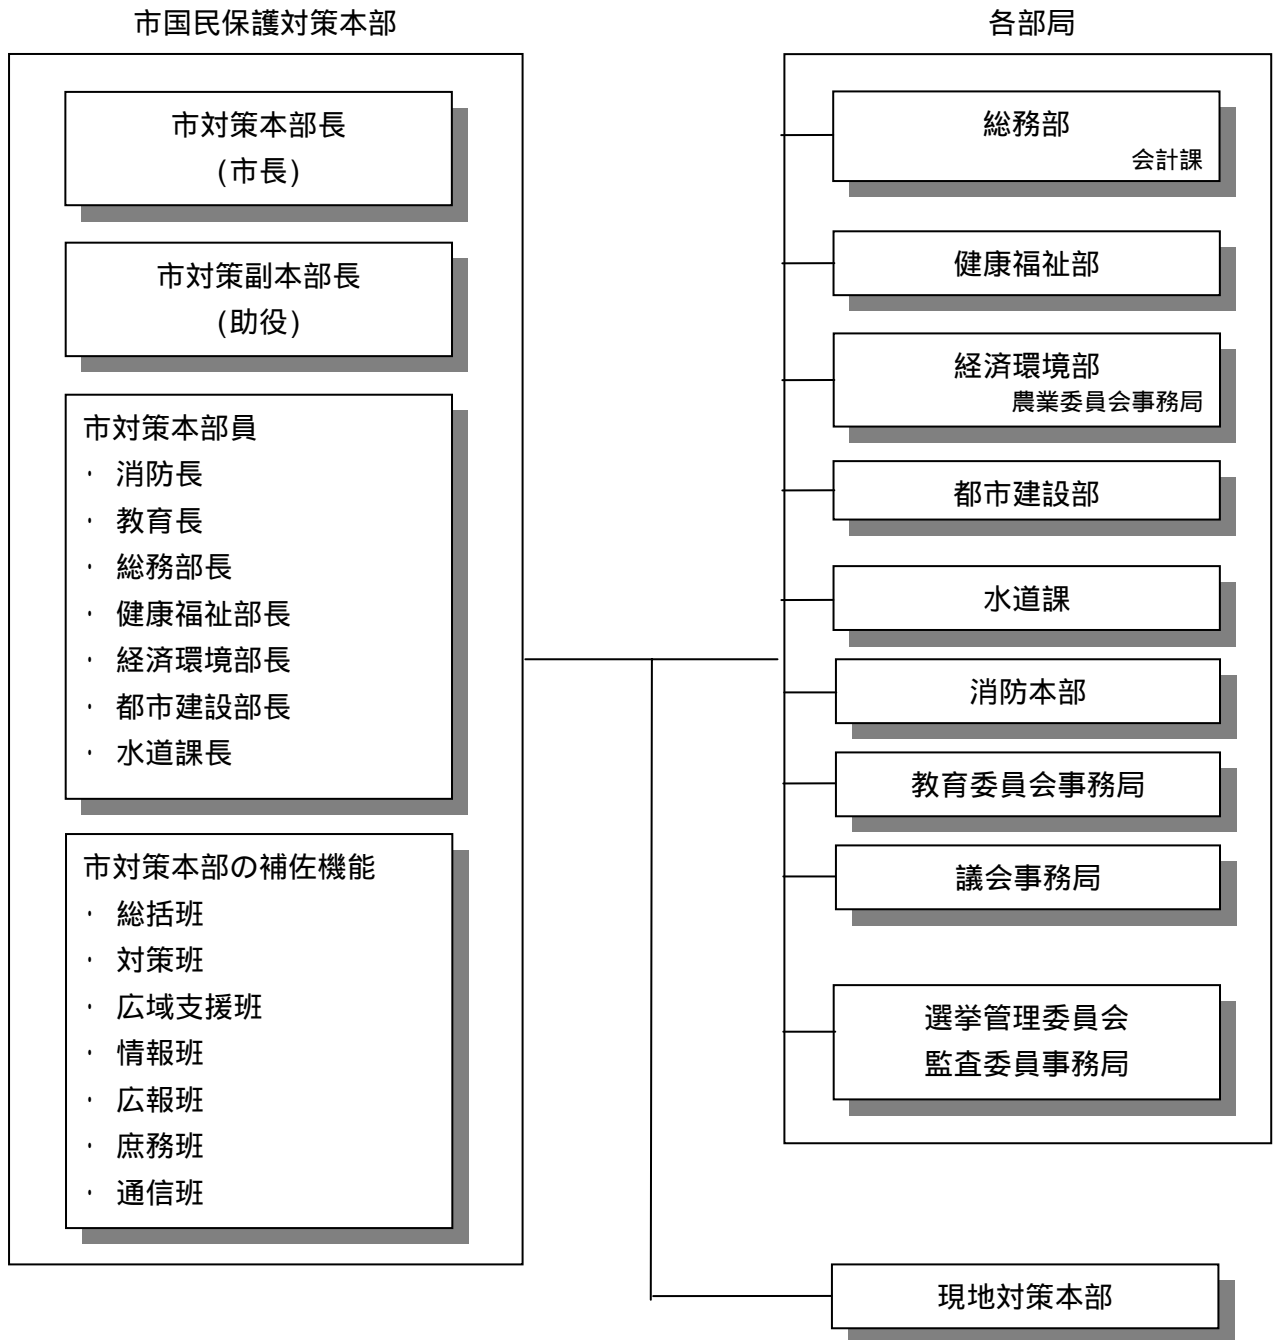 市国民保護対策本部
市対策本部長
(市長)
市対策副本部長
(助役)
市対策本部員
・ 消防長
・ 教育長
・ 総務部長
・ 健康福祉部長
・ 経済環境部長
・ 都市建設部長
・ 水道課長
市対策本部の補佐機能
・ 総括班
・ 対策班
・ 広域支援班
・ 情報班
・ 広報班
・ 庶務班
・ 通信班
各部局
総務部
会計課
健康福祉部
経済環境部
農業委員会事務局
都市建設部
水道課
消防本部
教育委員会事務局
議会事務局
選挙管理委員会
監査委員事務局
現地対策本部